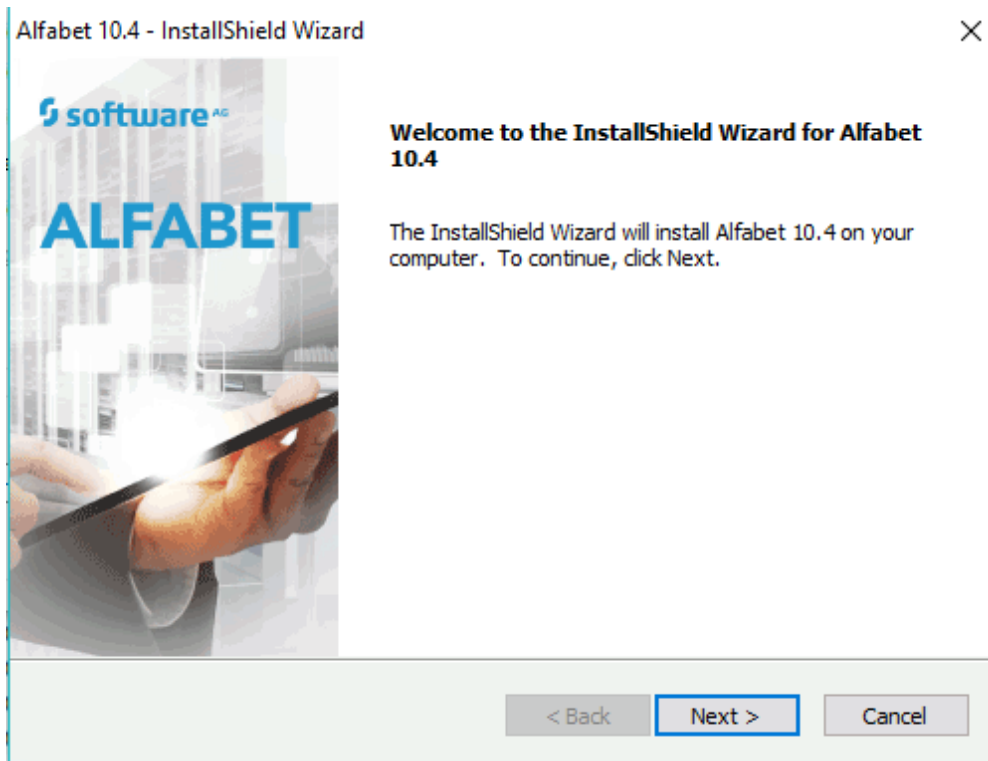 Alfabet 10.4 - InstallShield Wizard
software AG
ALFABET
Welcome to the InstallShield Wizard for Alfabet
10.4
The InstallShield Wizard will install Alfabet 10.4 on your
computer. To continue, click Next.
< Back
Next >
Cancel